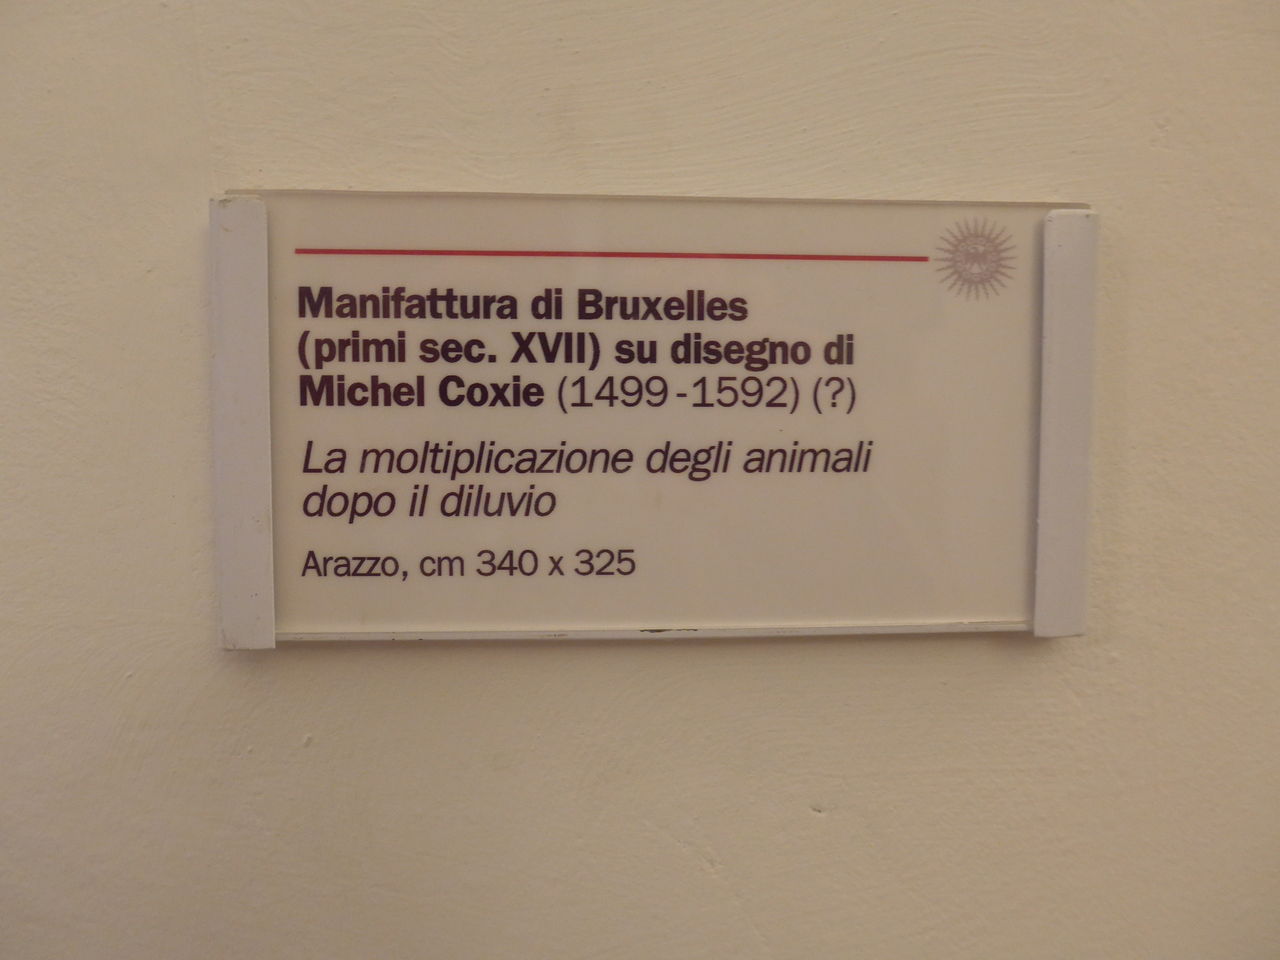 Manifattura di Bruxelles
(primi sec. XVII) su disegno di
Michel Coxie (1499-1592) (?)
La moltiplicazione degli animali
dopo il diluvio
Arazzo, cm 340 x 325